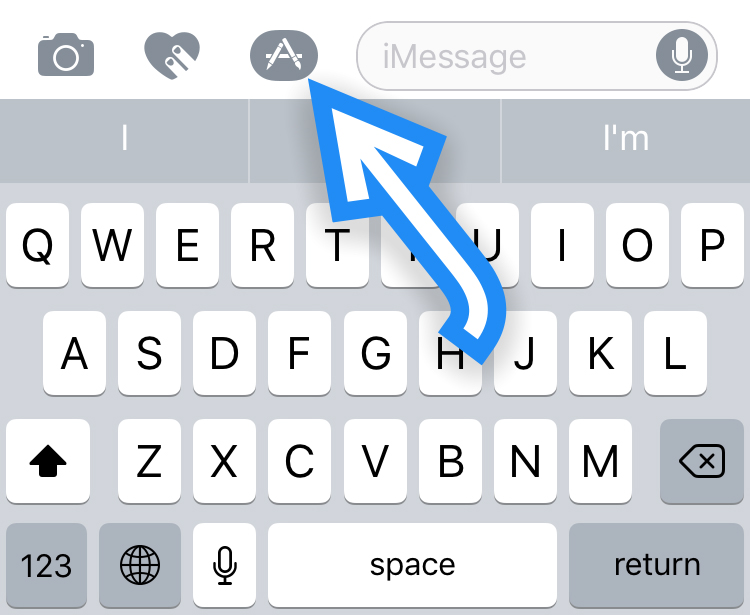 iMessage
I I'm
Q W E R T U I O P
A S D F G H J K L
Z X C V B N M
123 space return